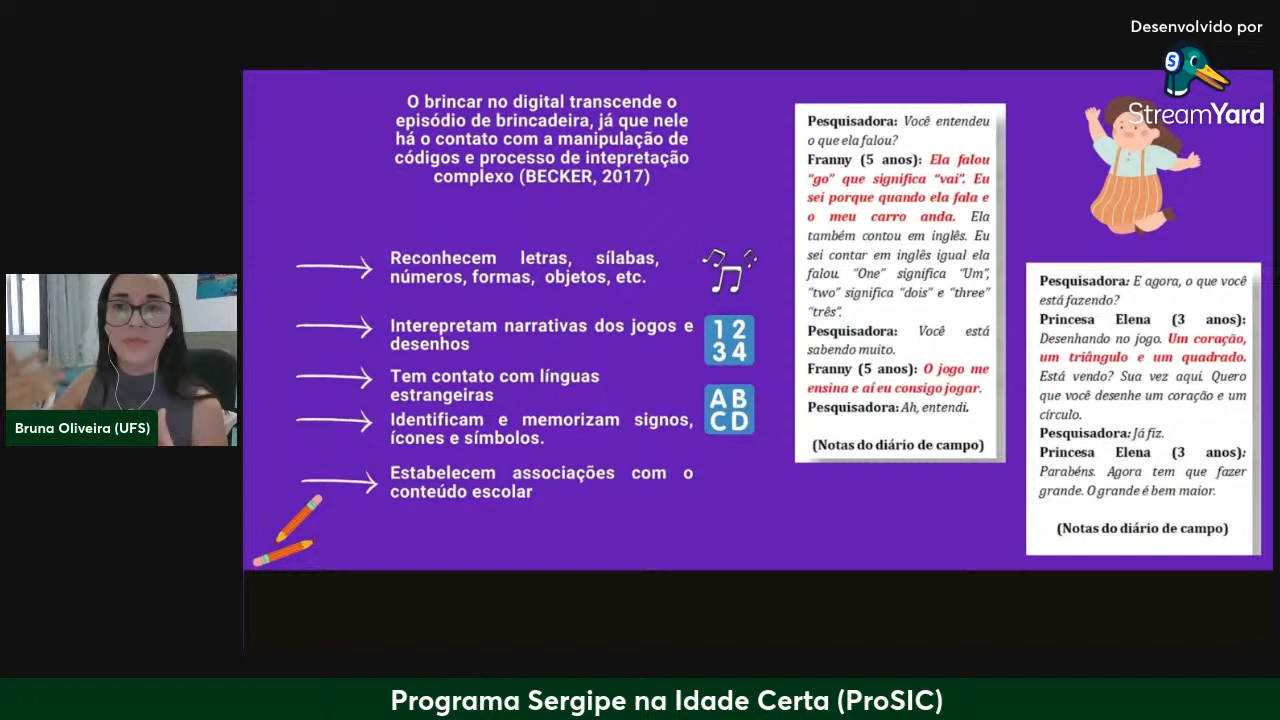 Desenvolvido por
StreamYard
O brincar no digital transcende o
episódio de brincadeira, já que nele
há o contato com a manipulação de
códigos e processo de intepretação
complexo (BECKER, 2017)
Reconhecem letras, sílabas,
números, formas, objetos, etc.
Interepretam narrativas dos jogos e
desenhos
Tem contato com línguas
estrangeiras
Identificam e memorizam signos,
ícones e símbolos.
Estabelecem associações com o
conteúdo escolar
1 2
3 4
A B
C D
Pesquisadora: Você entendeu
o que ela falou?
Franny (5 anos): Ela falou
"go" que significa "vai". Eu
sei porque quando ela fala e
o meu carro anda. Ela
também contou em inglês. Eu
sei contar em inglês igual ela
falou. "One" significa "Um",
"two" significa "dois" e "three"
"três".
Pesquisadora: Você está
sabendo muito.
Franny (5 anos): O jogo me
ensina e aí eu consigo jogar.
Pesquisadora: Ah, entendi.
(Notas do diário de campo)
Pesquisadora: E agora, o que você
está fazendo?
Princesa Elena (3 anos):
Desenhando no jogo. Um coração,
um triângulo e um quadrado.
Está vendo? Sua vez aqui. Quero
que você desenhe um coração e um
círculo.
Pesquisadora: Já fiz.
Princesa Elena (3 anos):
Parabéns. Agora tem que fazer
grande. O grande é bem maior.
(Notas do diário de campo)
Bruna Oliveira (UFS)
Programa Sergipe na Idade Certa (ProSIC)